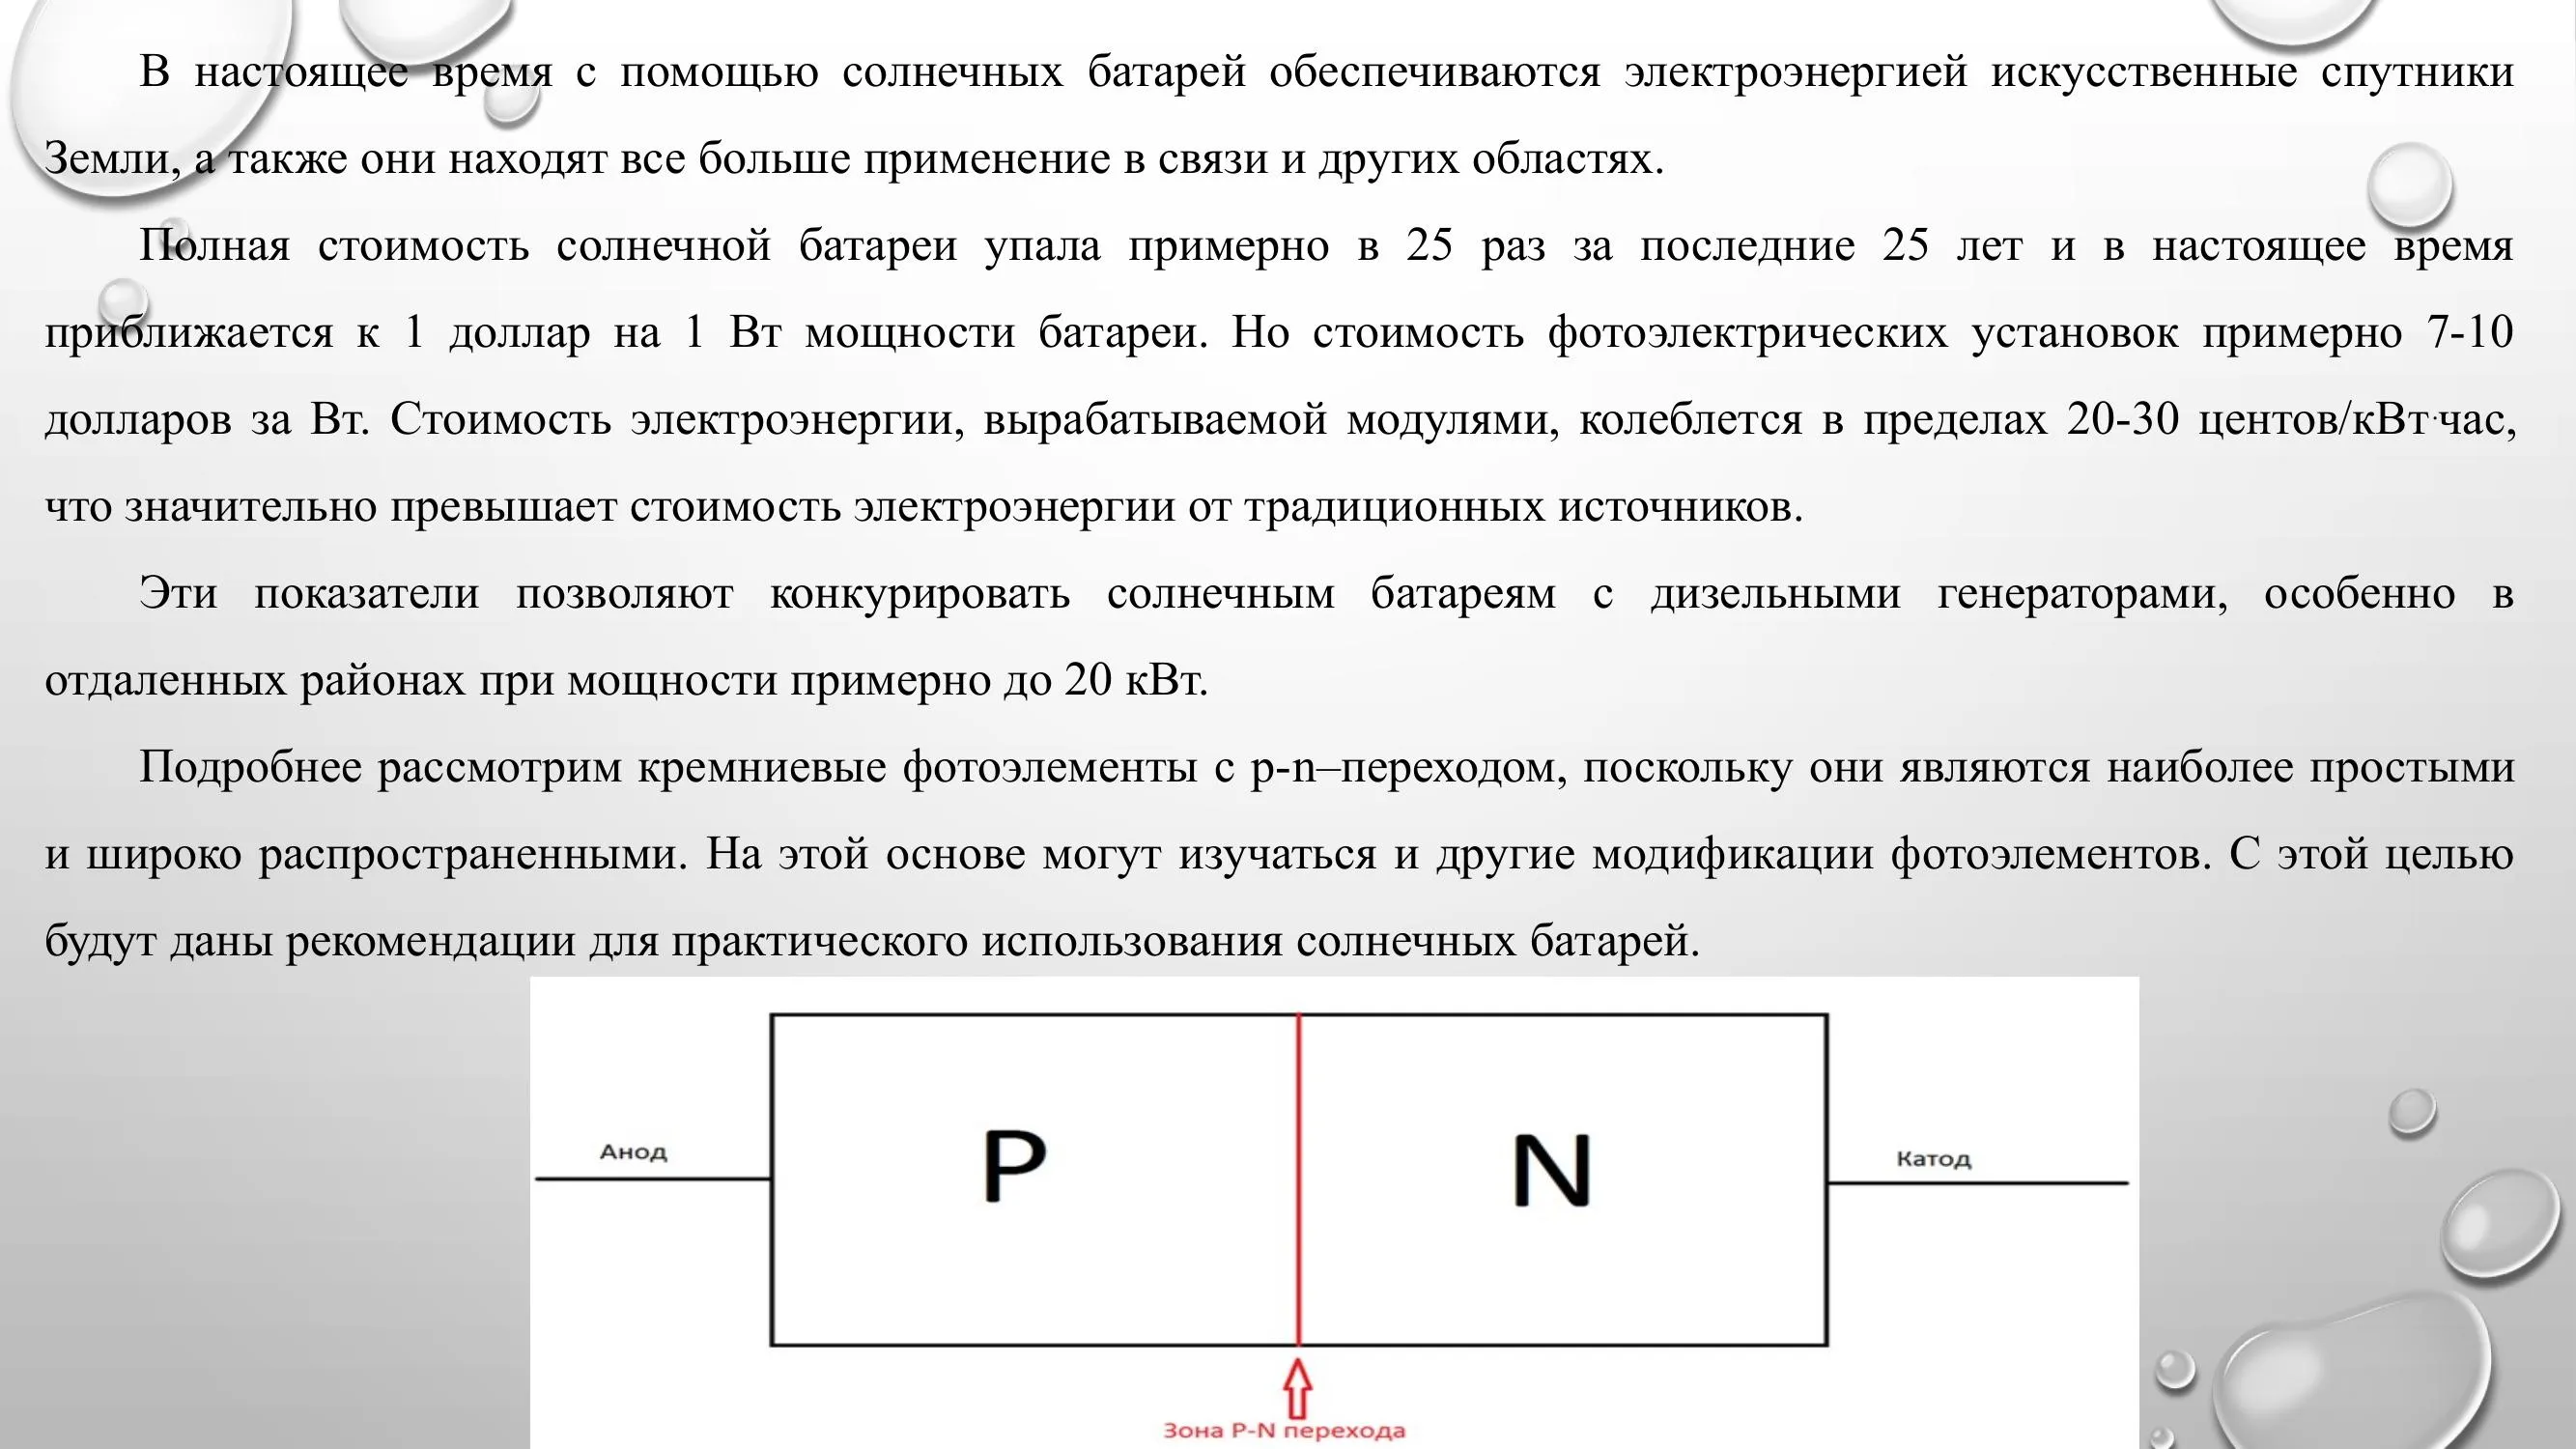 В настоящее время с помощью солнечных батарей обеспечиваются электроэнергией искусственные спутники
Земли, а также они находят все больше применение в связи и других областях.
Полная стоимость солнечной батареи упала примерно в 25 раз за последние 25 лет и в настоящее время
приближается к 1 доллар на 1 Вт мощности батареи. Но стоимость фотоэлектрических установок примерно 7-10
долларов за Вт. Стоимость электроэнергии, вырабатываемой модулями, колеблется в пределах 20-30 центов/кВт·час,
что значительно превышает стоимость электроэнергии от традиционных источников.
Эти показатели позволяют конкурировать солнечным батареям с дизельными генераторами, особенно в
отдаленных районах при мощности примерно до 20 кВт.
Подробнее рассмотрим кремниевые фотоэлементы с p-n–переходом, поскольку они являются наиболее простыми
и широко распространенными. На этой основе могут изучаться и другие модификации фотоэлементов. С этой целью
будут даны рекомендации для практического использования солнечных батарей.
Анод
P
N
Катод
Зона P-N перехода